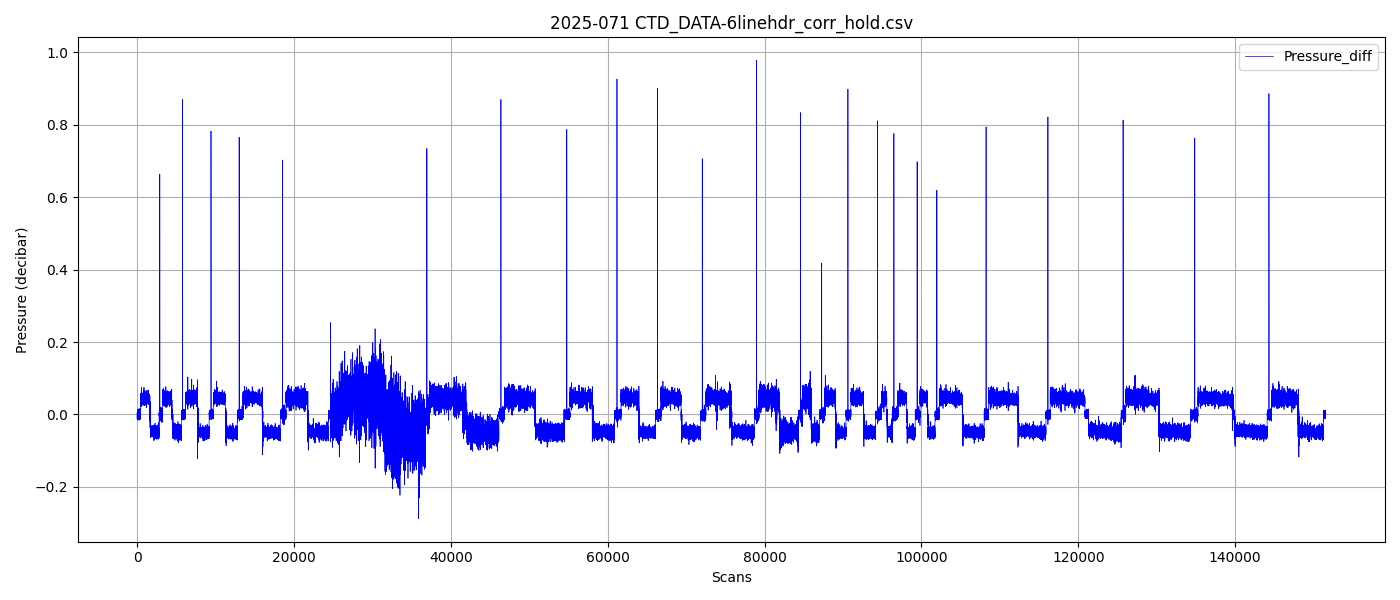 2025-071 CTD_DATA-6linehdr_corr_hold.csv
Pressure_diff
1.0
0.8
0.6
0.4
0.2
0.0
−0.2
Pressure (decibar)
0 20000 40000 60000 80000 100000 120000 140000
Scans